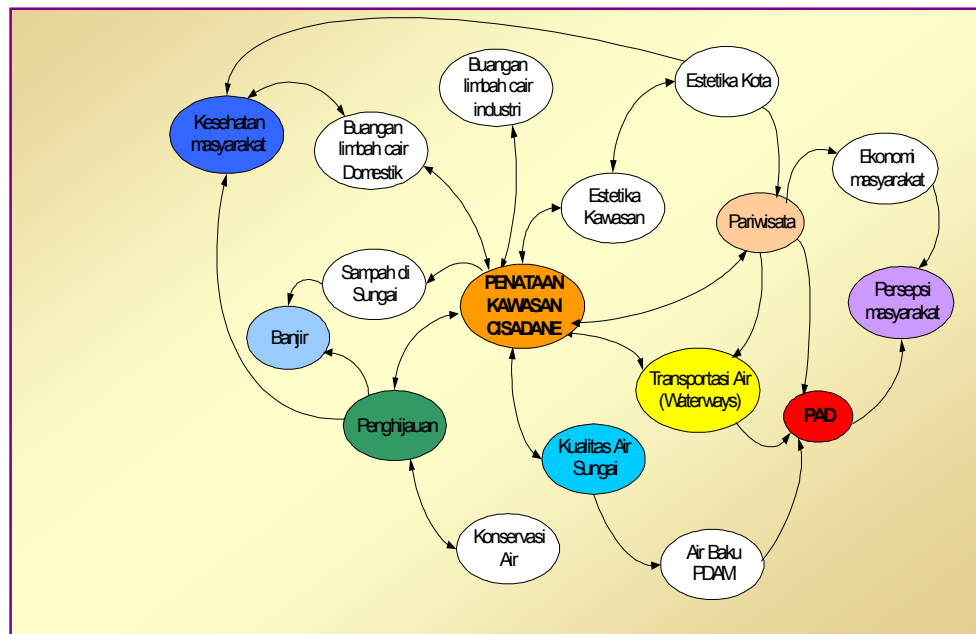 Buangan
limbah cair
industri
Estetika Kota
Kesehatan
masyarakat
Buangan
limbah cair
Domestik
Ekonomi
masyarakat
Estetika
Kawasan
Pariwisata
Sampah di
Sungai
PENATAAN
KAWASAN
CISADANE
Persepsi
masyarakat
Banjir
Transportasi Air
(Waterways)
PAD
Penghijauan
Kualitas Air
Sungai
Konservasi
Air
Air Baku
PDAM